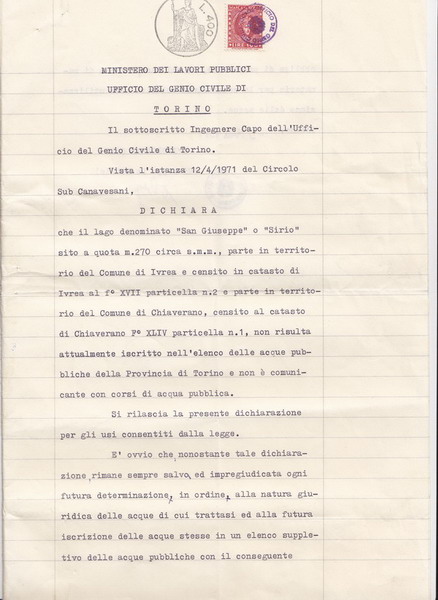 L.400
MINISTERO DEI LAVORI PUBBLICI
UFFICIO DEL GENIO CIVILE DI
TORINO
Il sottoscritto Ingegnere Capo dell'Uffi-
cio del Genio Civile di Torino.
Vista l'istanza 12/4/1971 del Circolo
Sub Canavesani,
DICHIARA
che il lago denominato "San Giuseppe" o "Sirio"
sito a quota m.270 circa s.m.m., parte in territo-
rio del Comune di Ivrea e censito in catasto di
Ivrea al f° XVII particella n.2 e parte in territo-
rio del Comune di Chiaverano, censito al catasto
di Chiaverano F° XLIV particella n.1, non risulta
attualmente iscritto nell'elenco delle acque pub-
bliche della Provincia di Torino e non è comuni-
cante con corsi di acqua pubblica.
Si rilascia la presente dichiarazione
per gli usi consentiti dalla legge.
E' ovvio che, nonostante tale dichiara-
zione, rimane sempre salva, ed impregiudicata ogni
futura determinazione, in ordine, alla natura giu-
ridica delle acque di cui trattasi ed alla futura
iscrizione delle acque stesse in un elenco supple-
tivo delle acque pubbliche con il conseguente